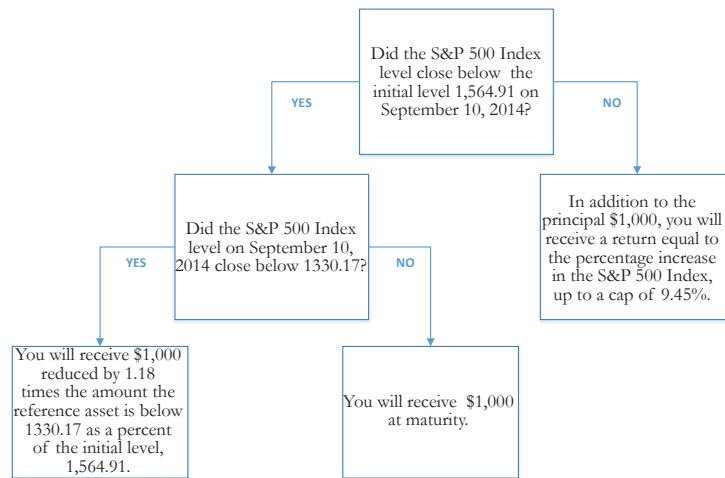 Did the S&P 500 Index
level close below the
initial level 1,564.91 on
September 10, 2014?
YES
NO
Did the S&P 500 Index
level on September 10,
2014 close below 1330.17?
In addition to the
principal $1,000, you will
receive a return equal to
the percentage increase
in the S&P 500 Index,
up to a cap of 9.45%.
YES
NO
You will receive $1,000
reduced by 1.18
times the amount the
reference asset is below
1330.17 as a percent
of the initial level,
1,564.91.
You will receive $1,000
at maturity.